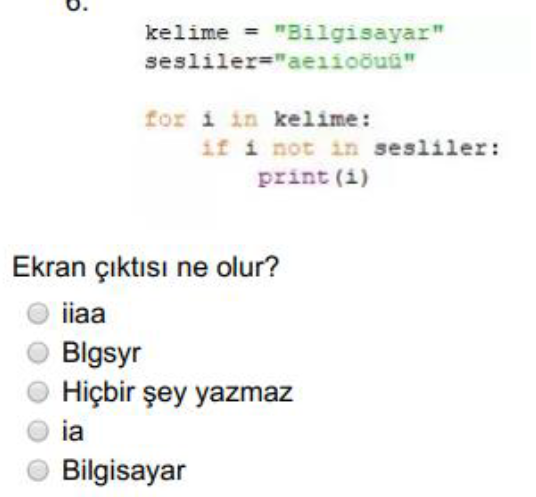 6.
kelime = "Bilgisayar"
sesliler="aeıioöuü"
for i in kelime:
if i not in sesliler:
print(i)
Ekran çıktısı ne olur?
iiaa
Blgsyr
Hiçbir şey yazmaz
ia
Bilgisayar